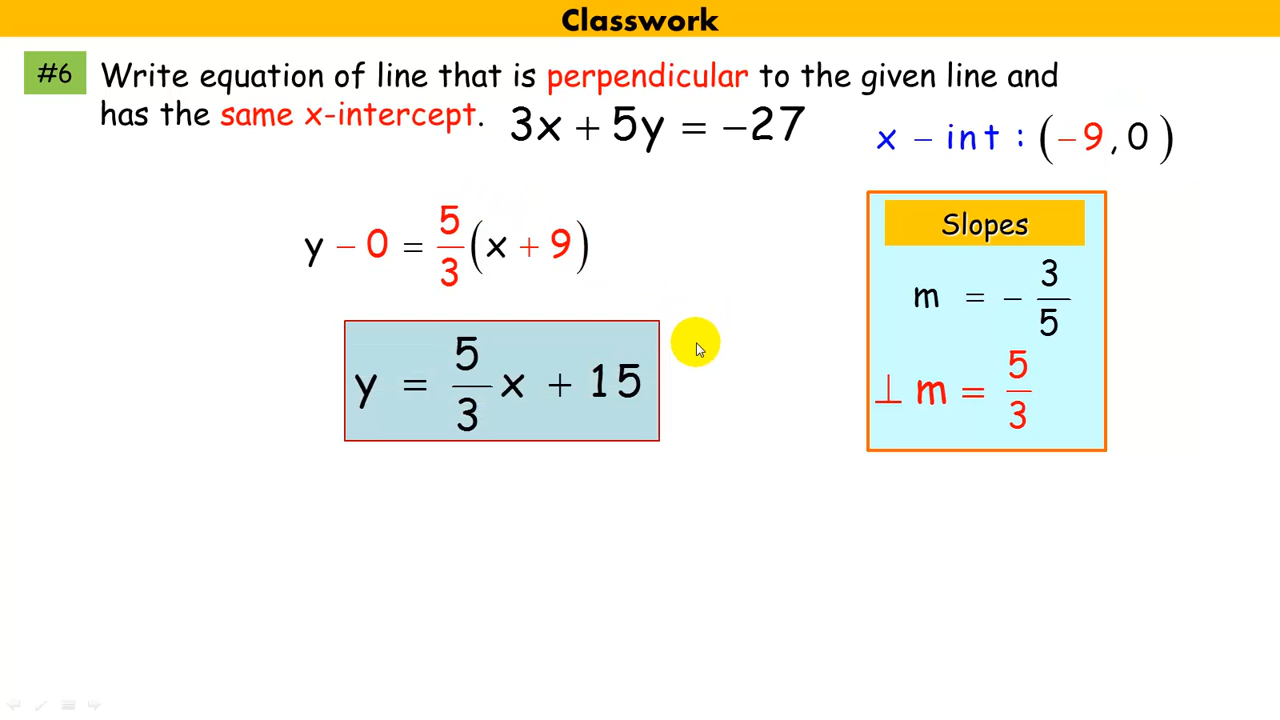 Classwork
#6
Write equation of line that is perpendicular to the given line and
has the same x-intercept.
3x + 5y = −27
x − int : (−9, 0)
y − 0 = 5/3 (x + 9)
y = 5/3 x + 15
Slopes
m = − 3/5
⊥ m = 5/3